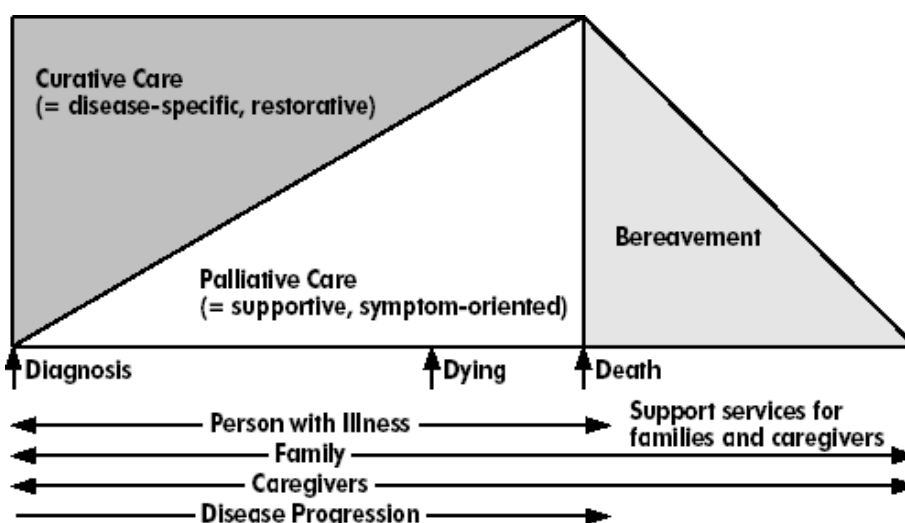 Curative Care
(= disease-specific, restorative)
Bereavement
Palliative Care
(= supportive, symptom-oriented)
Diagnosis
Dying
Death
Person with Illness
Support services for
families and caregivers
Family
Caregivers
Disease Progression